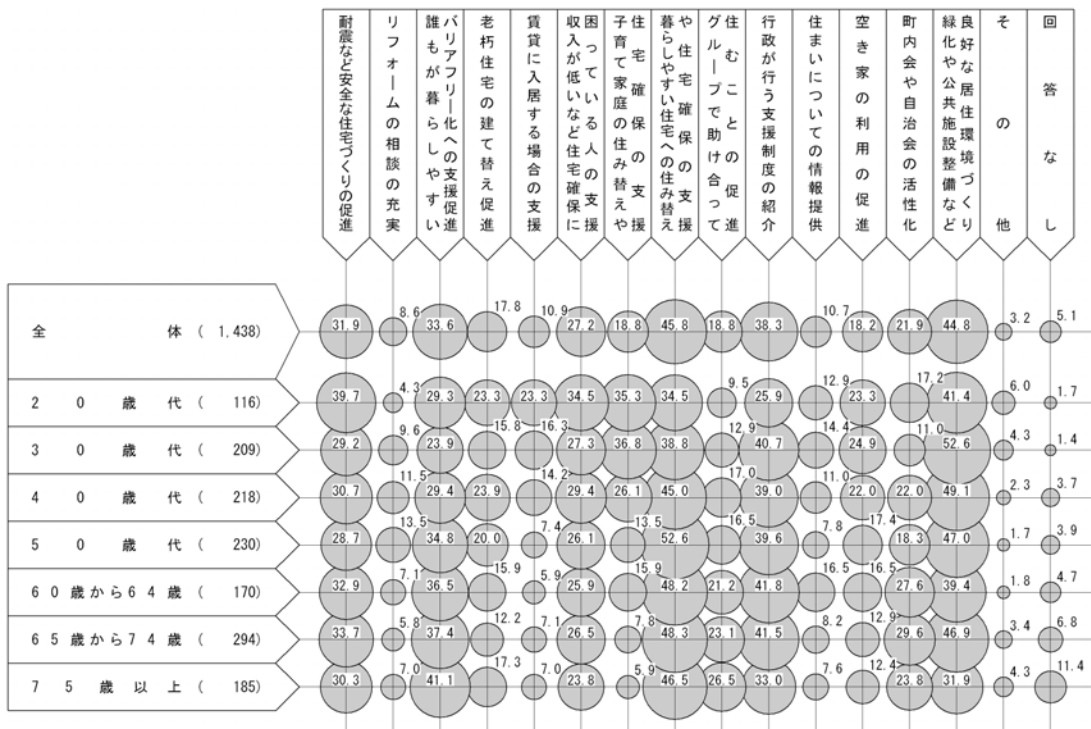 耐震など安全な住宅づくりの促進
リフォームの相談の充実
誰もが暮らしやすい
バリアフリー化への支援促進
老朽住宅の建て替え促進
賃貸に入居する場合の支援
収入が低いなど住宅確保に
困っている人の支援
子育て家庭の住み替えや
住宅確保の支援
暮らしやすい住宅への住み替え
や住宅確保の支援
グループで助け合って
住むことの促進
行政が行う支援制度の紹介
住まいについての情報提供
空き家の利用の促進
町内会や自治会の活性化
緑化や公共施設整備など
良好な居住環境づくり
その他
回答なし
全体(1,438) 31.9 8.6 33.6 17.8 10.9 27.2 18.8 45.8 18.8 38.3 10.7 18.2 21.9 44.8 3.2 5.1
20歳代(116) 39.7 4.3 29.3 23.3 23.3 34.5 35.3 34.5 9.5 25.9 12.9 23.3 17.2 41.4 6.0 1.7
30歳代(209) 29.2 9.6 23.9 15.8 16.3 27.3 36.8 38.8 12.9 40.7 14.4 24.9 11.0 52.6 4.3 1.4
40歳代(218) 30.7 11.5 29.4 23.9 14.2 29.4 26.1 45.0 17.0 39.0 11.0 22.0 22.0 49.1 2.3 3.7
50歳代(230) 28.7 13.5 34.8 20.0 7.4 26.1 13.5 52.6 16.5 39.6 7.8 17.4 18.3 47.0 1.7 3.9
60歳から64歳(170) 32.9 7.1 36.5 15.9 5.9 25.9 15.9 48.2 21.2 41.8 16.5 16.5 27.6 39.4 1.8 4.7
65歳から74歳(294) 33.7 5.8 37.4 12.2 7.1 26.5 7.8 48.3 23.1 41.5 8.2 12.9 29.6 46.9 3.4 6.8
75歳以上(185) 30.3 7.0 41.1 17.3 7.0 23.8 5.9 46.5 26.5 33.0 7.6 12.4 23.8 31.9 4.3 11.4